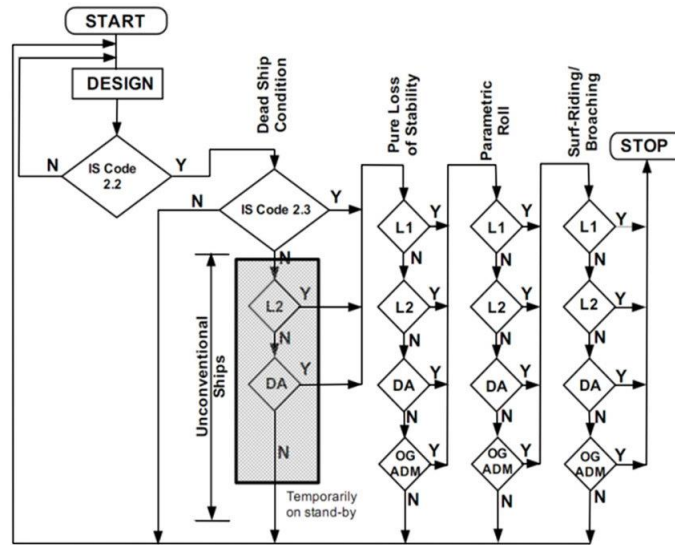 START
DESIGN
N
IS Code
2.2
Y
Dead Ship
Condition
N
IS Code 2.3
Y
N
L2
Y
N
DA
Y
N
Unconventional
Ships
Temporarily
on stand-by
Pure Loss
of Stability
L1
Y
N
L2
Y
N
DA
Y
N
OG
ADM
Y
N
Parametric
Roll
L1
Y
N
L2
Y
N
DA
Y
N
OG
ADM
Y
N
Surf-Riding/
Broaching
L1
Y
N
L2
Y
N
DA
Y
N
OG
ADM
Y
N
STOP